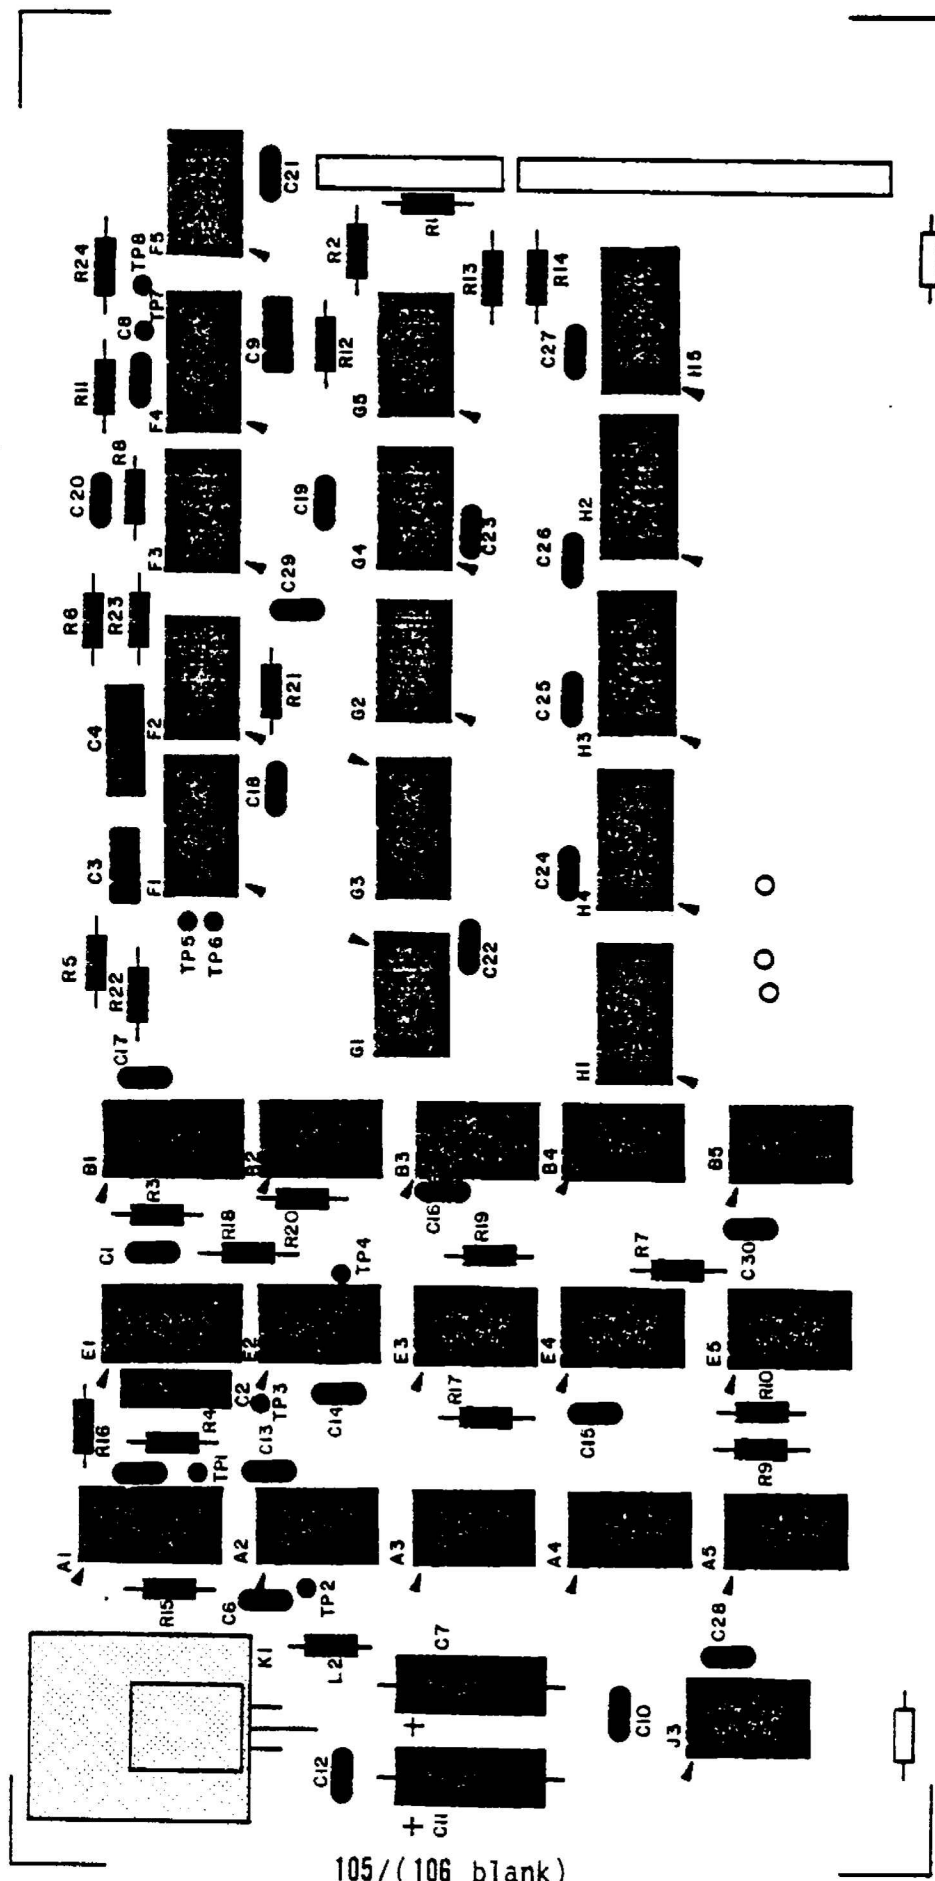 C21
R1
R24
TP8
F5
R2
R13
R14
C8
TP7
C9
R12
C27
R11
F4
G5
H5
C20
R8
C19
C23
H2
F3
G4
C26
C29
R6
R23
R21
C4
F2
G2
C25
H3
C18
C3
F1
G3
C24
H4
TP5
TP6
R5
R22
C22
C17
G1
H1
B1
B2
B3
B4
B5
R3
R20
C16
C1
R18
R19
R7
C30
TP4
E1
E2
E3
E4
E5
C2
TP3
C14
R17
R10
R16
R4
C13
C15
R9
TP1
A1
A2
A3
A4
A5
R15
C6
TP2
C28
K1
L2
C7
C10
J3
C12
+
+
C11
105/(106 blank)